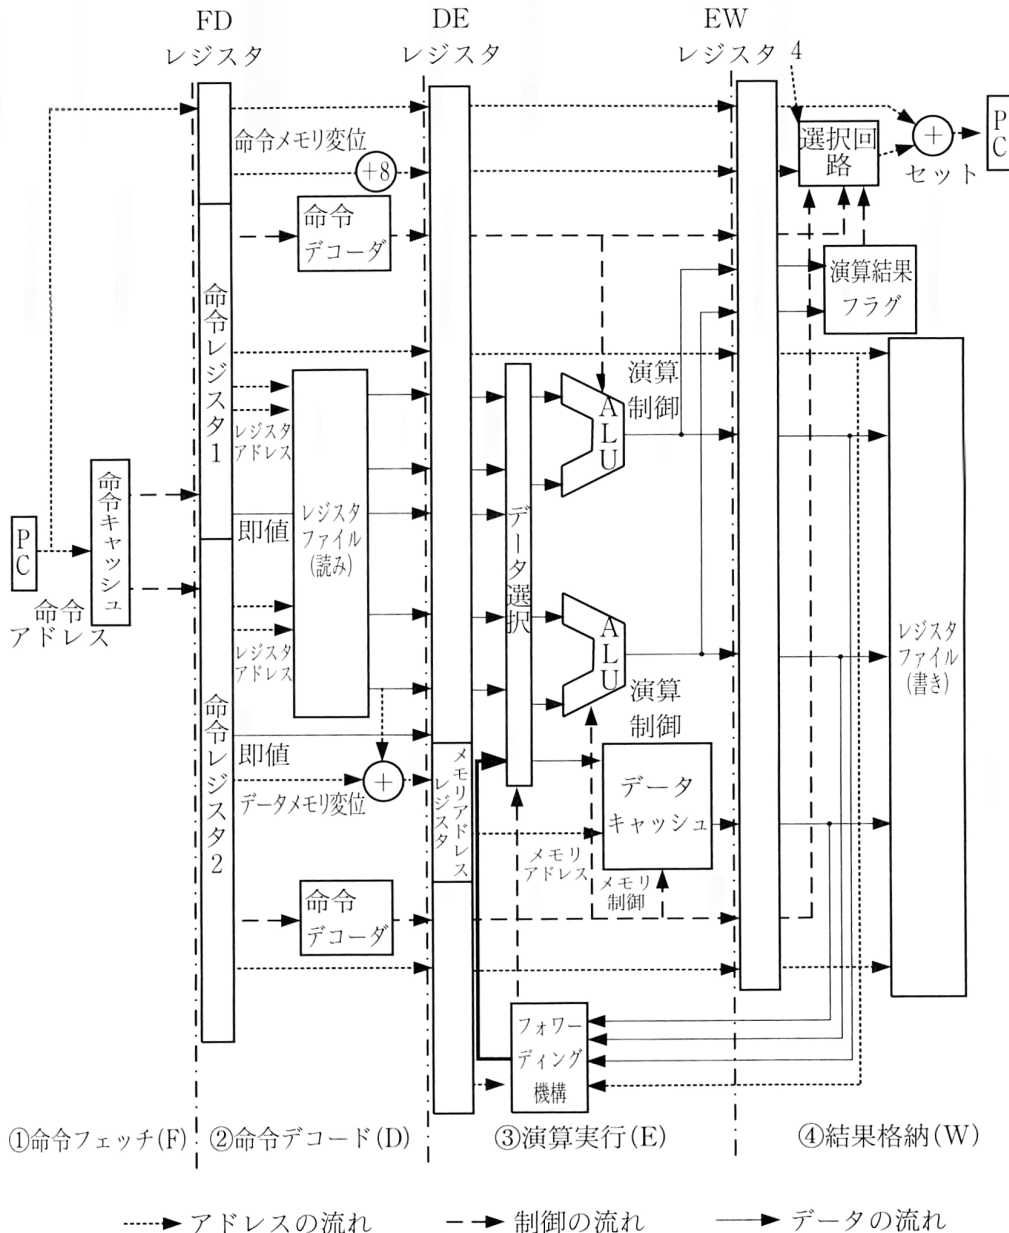 FD
レジスタ
DE
レジスタ
EW
レジスタ
4
命令メモリ変位
+8
選択回
路
+
セット
P
C
命令
デコーダ
演算結果
フラグ
命令レジスタ1
レジスタ
アドレス
即値
レジスタ
ファイル
(読み)
データ選択
ALU
演算
制御
命令キャッシュ
P
C
命令
アドレス
レジスタ
アドレス
ALU
演算
制御
レジスタ
ファイル
(書き)
命令レジスタ2
即値
データメモリ変位
+
メモリアドレス
レジスタ
データ
キャッシュ
メモリ
アドレス
メモリ
制御
命令
デコーダ
フォワー
ディング
機構
①命令フェッチ(F)
②命令デコード(D)
③演算実行(E)
④結果格納(W)
アドレスの流れ
制御の流れ
データの流れ